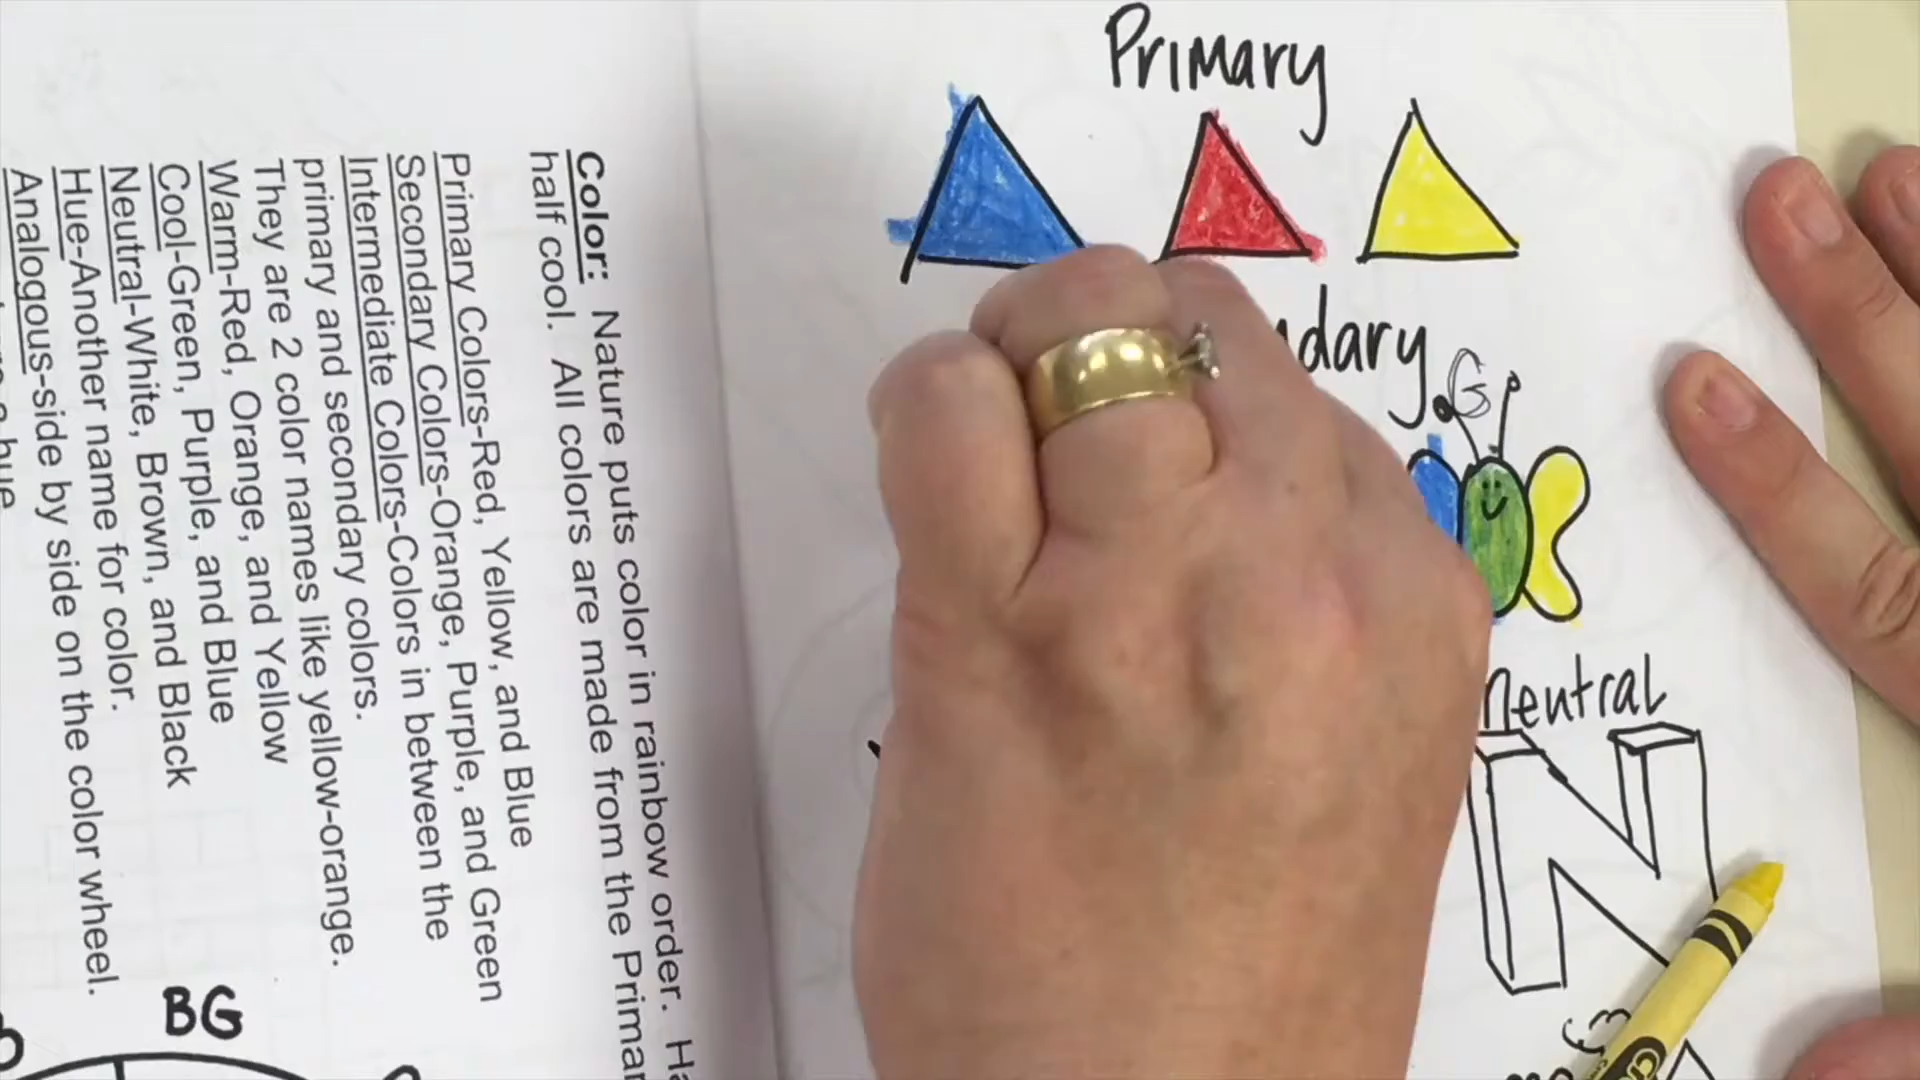 Color: Nature puts color in rainbow order.
half cool. All colors are made from the
Primary Colors-Red, Yellow, and Blue
Secondary Colors-Orange, Purple, and Green
Intermediate Colors-Colors in between the
primary and secondary colors.
They are 2 color names like yellow-orange.
Warm-Red, Orange, and Yellow
Cool-Green, Purple, and Blue
Neutral-White, Brown, and Black
Hue-Another name for color.
Analogous-side by side on the color wheel.
BG
Primary
ndary
neutral